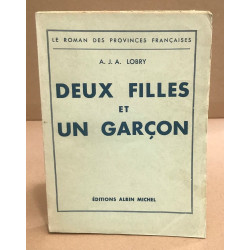 LE ROMAN DES PROVINCES FRANÇAISES
A. J. A. LOBRY
DEUX FILLES
ET
UN GARÇON
EDITIONS ALBIN MICHEL